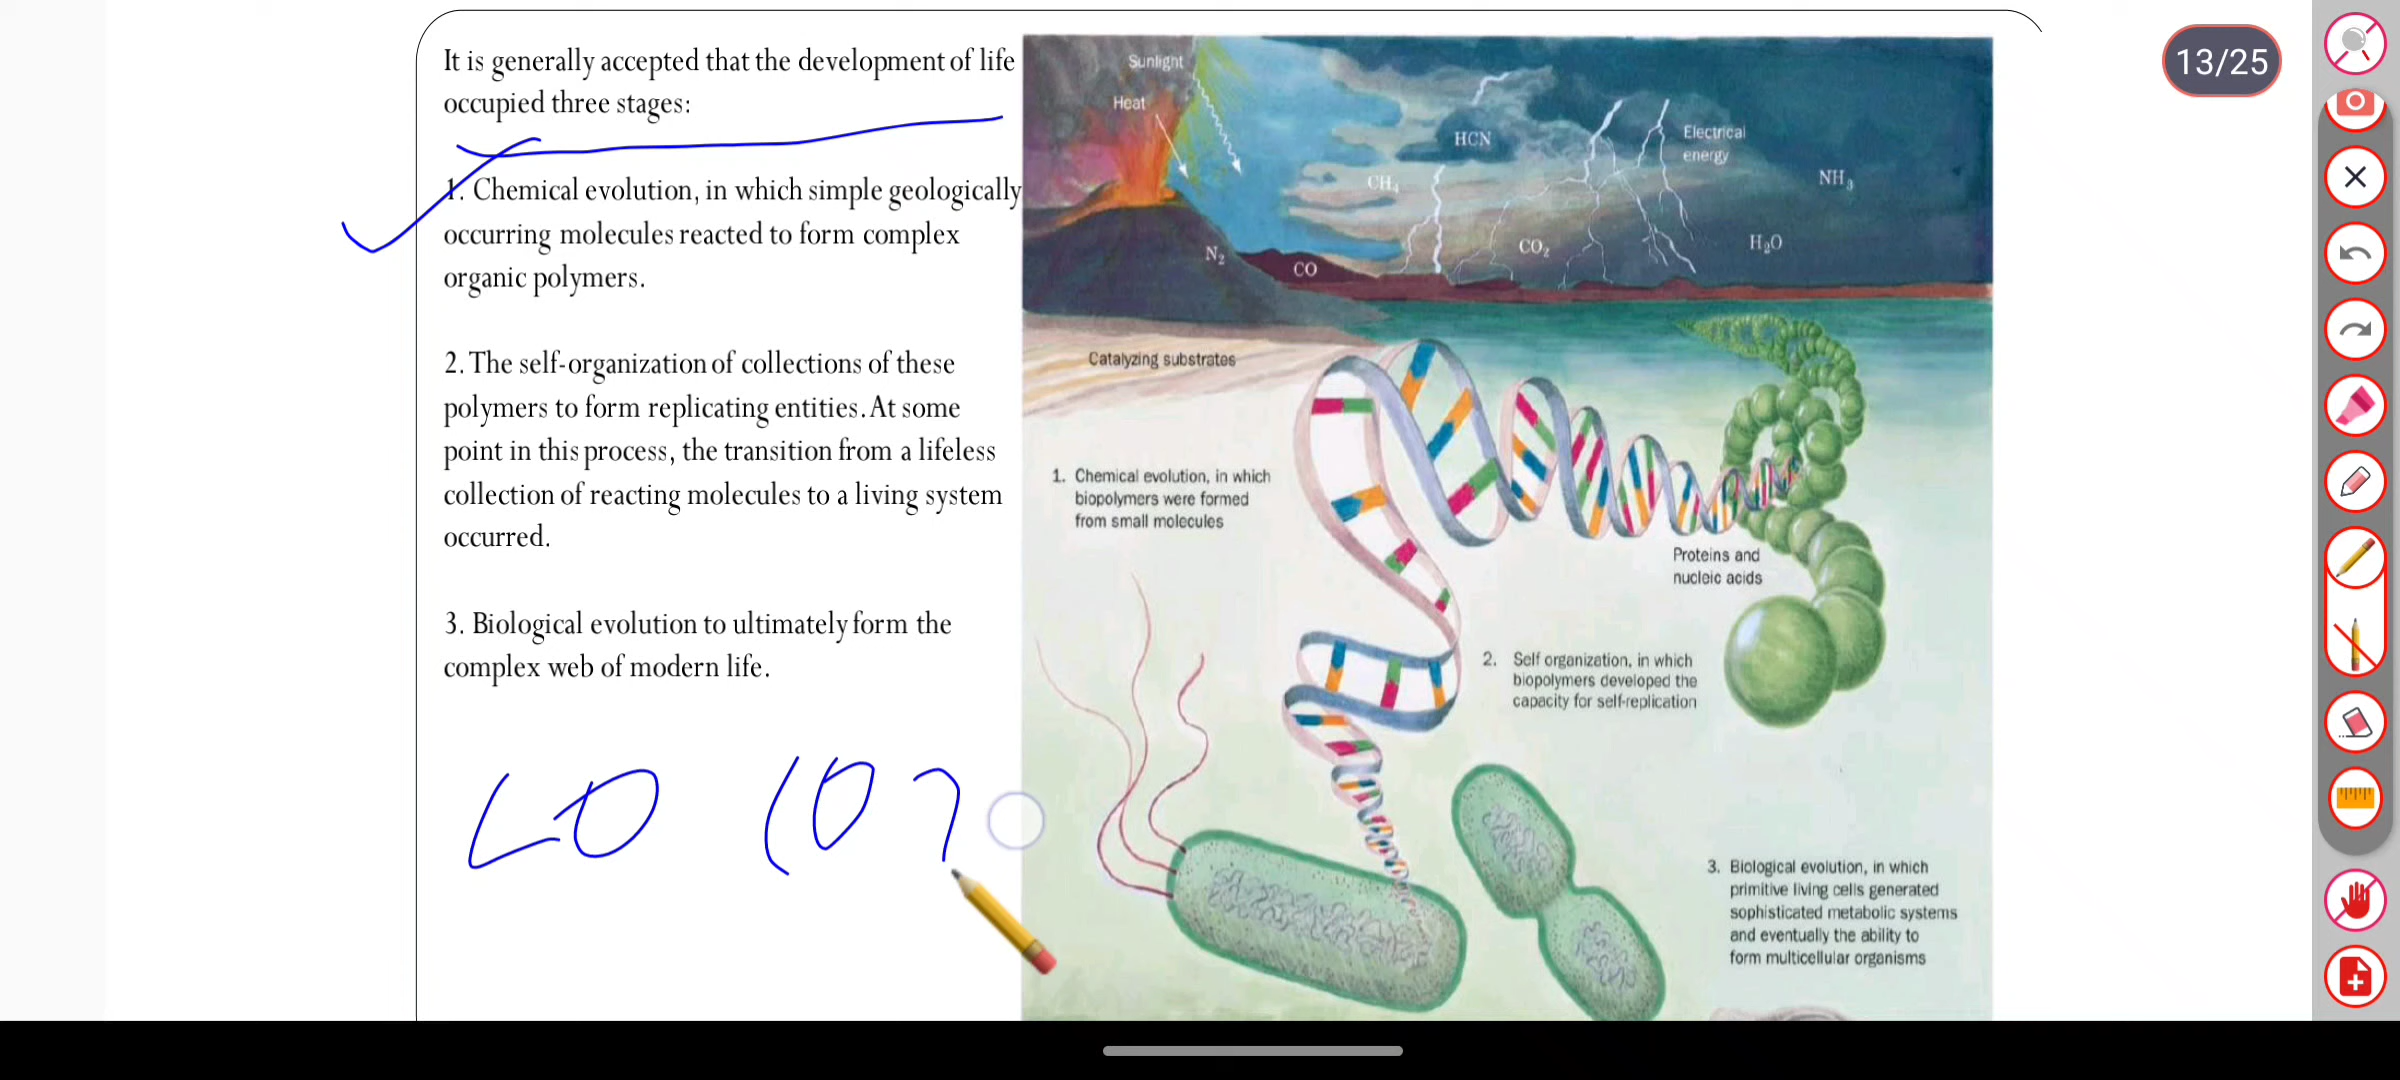 It is generally accepted that the development of life
occupied three stages:
1. Chemical evolution, in which simple geologically
occurring molecules reacted to form complex
organic polymers.
2. The self-organization of collections of these
polymers to form replicating entities. At some
point in this process, the transition from a lifeless
collection of reacting molecules to a living system
occurred.
3. Biological evolution to ultimately form the
complex web of modern life.
Sunlight
Heat
HCN
Electrical
energy
CH₄
NH₃
N₂
CO
CO₂
H₂O
Catalyzing substrates
1. Chemical evolution, in which
biopolymers were formed
from small molecules
Proteins and
nucleic acids
2. Self organization, in which
biopolymers developed the
capacity for self-replication
3. Biological evolution, in which
primitive living cells generated
sophisticated metabolic systems
and eventually the ability to
form multicellular organisms
13/25